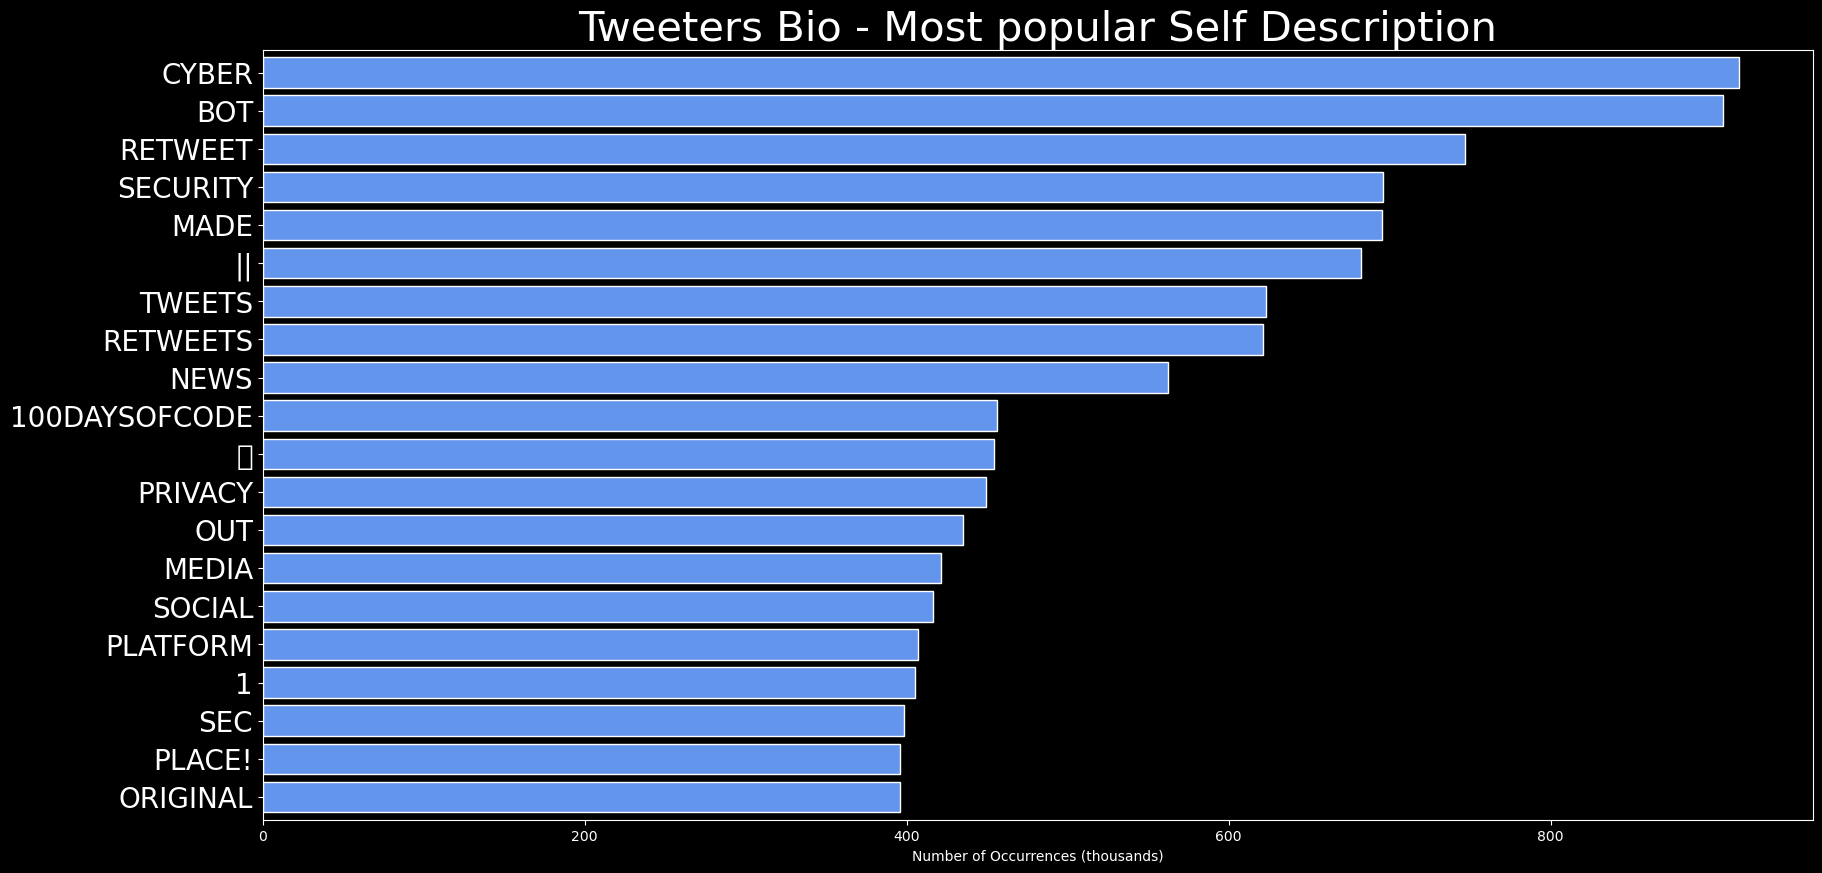 Tweeters Bio - Most popular Self Description
CYBER
BOT
RETWEET
SECURITY
MADE
||
TWEETS
RETWEETS
NEWS
100DAYSOFCODE
PRIVACY
OUT
MEDIA
SOCIAL
PLATFORM
1
SEC
PLACE!
ORIGINAL
0 200 400 600 800
Number of Occurrences (thousands)